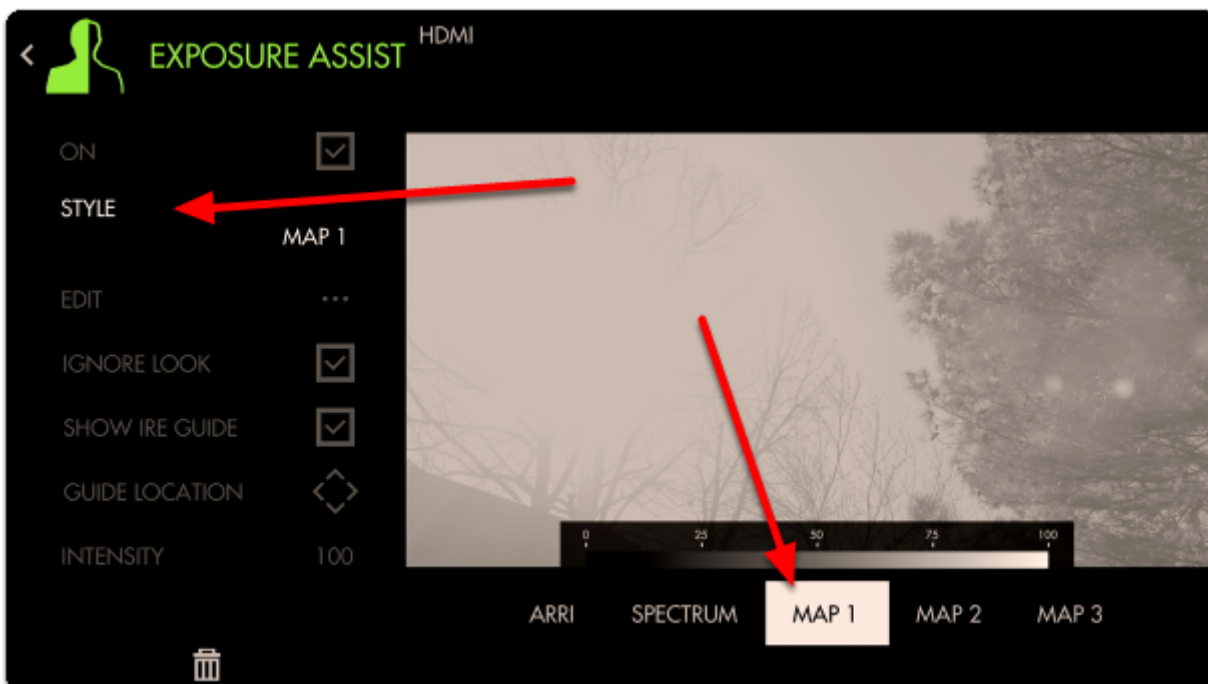 HDMI
EXPOSURE ASSIST
ON
STYLE
MAP 1
EDIT
IGNORE LOOK
SHOW IRE GUIDE
GUIDE LOCATION
INTENSITY 100
0 25 50 75 100
ARRI SPECTRUM MAP 1 MAP 2 MAP 3